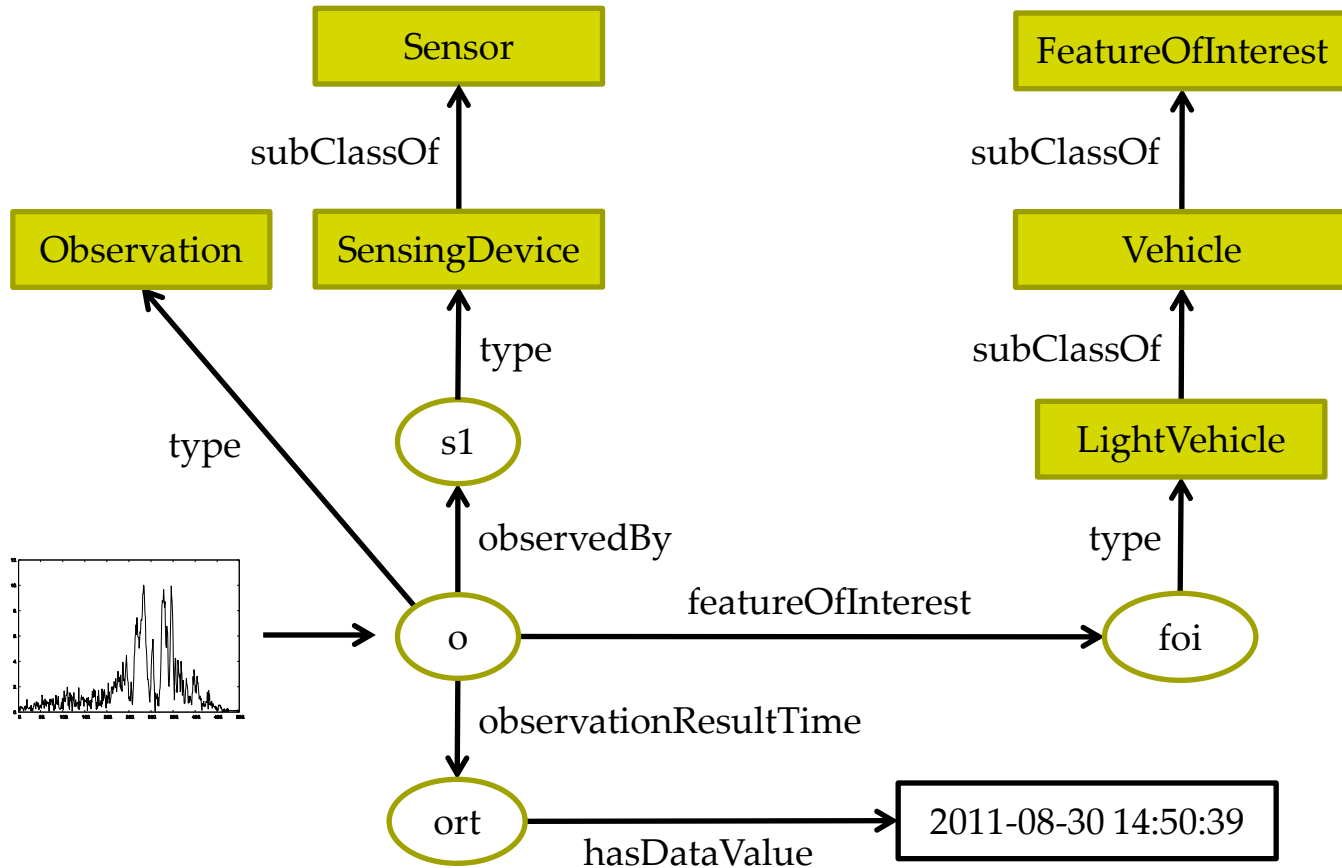 Sensor
FeatureOfInterest
subClassOf
subClassOf
Observation
SensingDevice
Vehicle
type
subClassOf
type
s1
LightVehicle
observedBy
type
featureOfInterest
o
foi
observationResultTime
ort
2011-08-30 14:50:39
hasDataValue